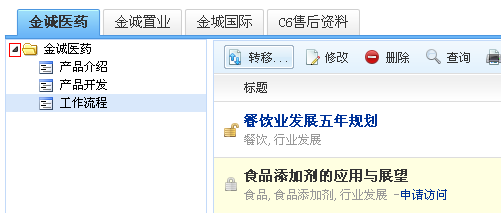 金诚医药 金诚置业 金城国际 C6售后资料
金诚医药
产品介绍
产品开发
工作流程
转移... 修改 删除 查询
标题
餐饮业发展五年规划
餐饮, 行业发展
食品添加剂的应用与展望
食品, 食品添加剂, 行业发展 -申请访问